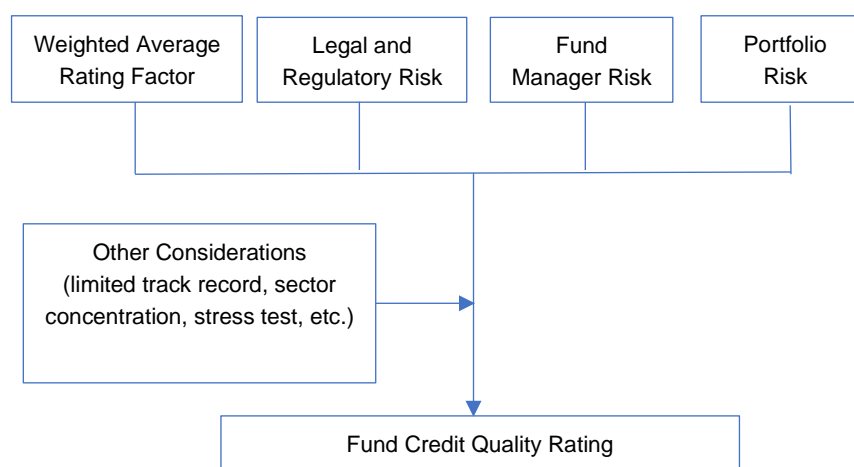 Weighted Average
Rating Factor
Legal and
Regulatory Risk
Fund
Manager Risk
Portfolio
Risk
Other Considerations
(limited track record, sector
concentration, stress test, etc.)
Fund Credit Quality Rating